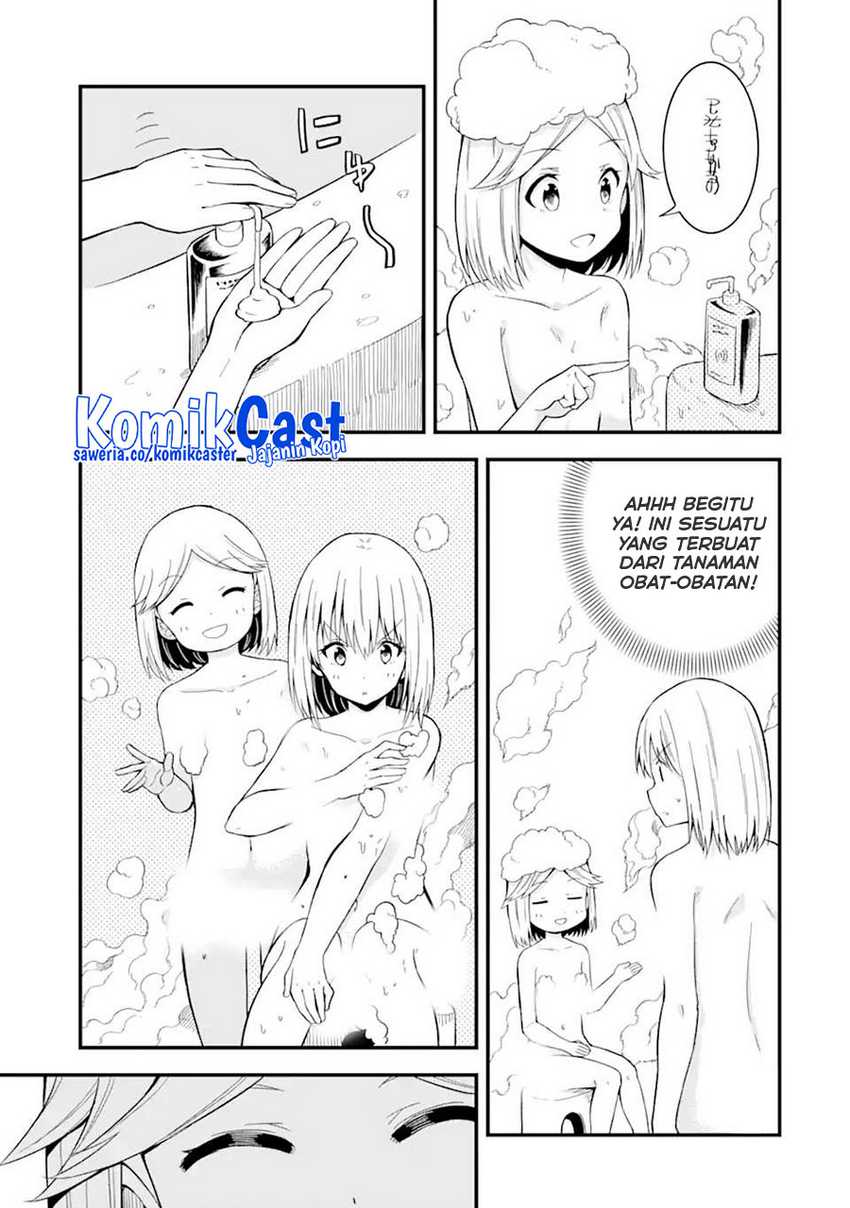 にゅ〜
KomikCast
saweria.co/komikcaster Jajanin Kopi
AHHH BEGITU
YA! INI SESUATU
YANG TERBUAT
DARI TANAMAN
OBAT-OBATAN!